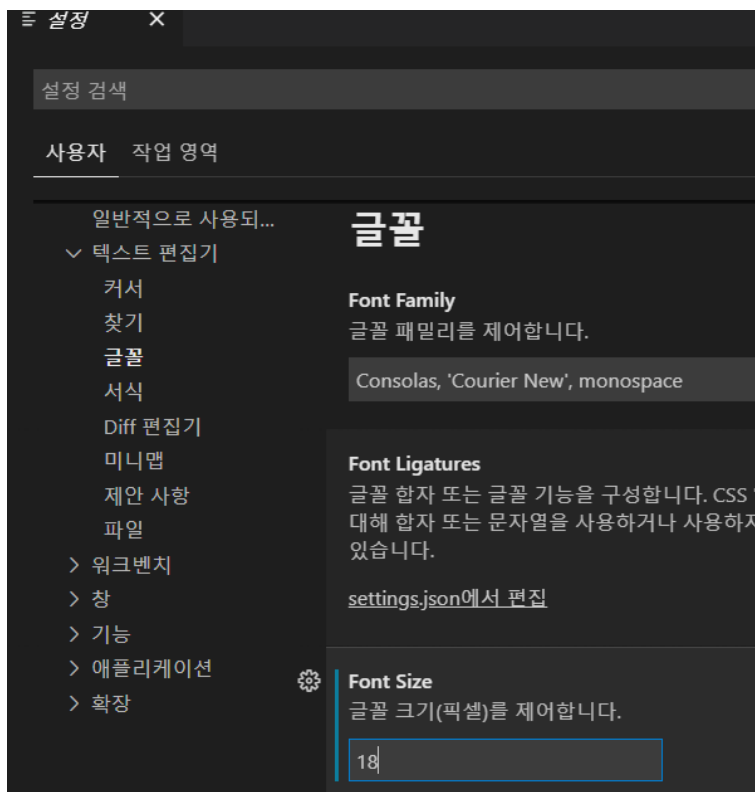 설정
설정 검색
사용자 작업 영역
일반적으로 사용되...
텍스트 편집기
커서
찾기
글꼴
서식
Diff 편집기
미니맵
제안 사항
파일
워크벤치
창
기능
애플리케이션
확장
글꼴
Font Family
글꼴 패밀리를 제어합니다.
Consolas, 'Courier New', monospace
Font Ligatures
글꼴 합자 또는 글꼴 기능을 구성합니다. CSS
대해 합자 또는 문자열을 사용하거나 사용하지
있습니다.
settings.json에서 편집
Font Size
글꼴 크기(픽셀)를 제어합니다.
18